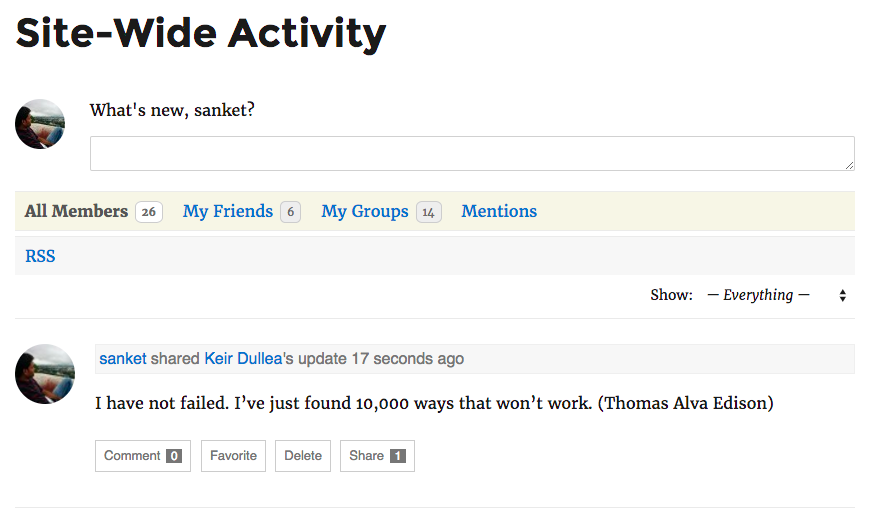 Site-Wide Activity
What's new, sanket?
All Members 26 My Friends 6 My Groups 14 Mentions
RSS
Show: — Everything —
sanket shared Keir Dullea's update 17 seconds ago
I have not failed. I’ve just found 10,000 ways that won’t work. (Thomas Alva Edison)
Comment 0 Favorite Delete Share 1